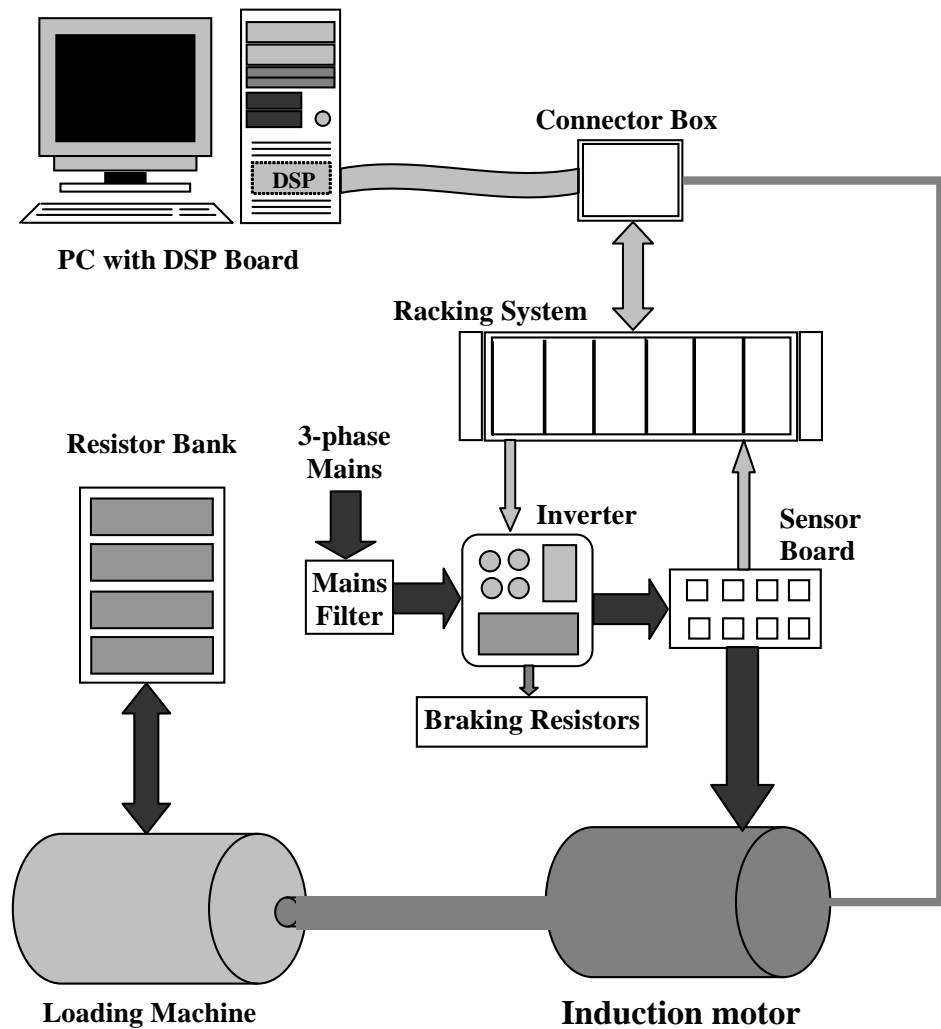 DSP
Connector Box
PC with DSP Board
Racking System
Resistor Bank
3-phase
Mains
Inverter
Sensor
Board
Mains
Filter
Braking Resistors
Loading Machine
Induction motor